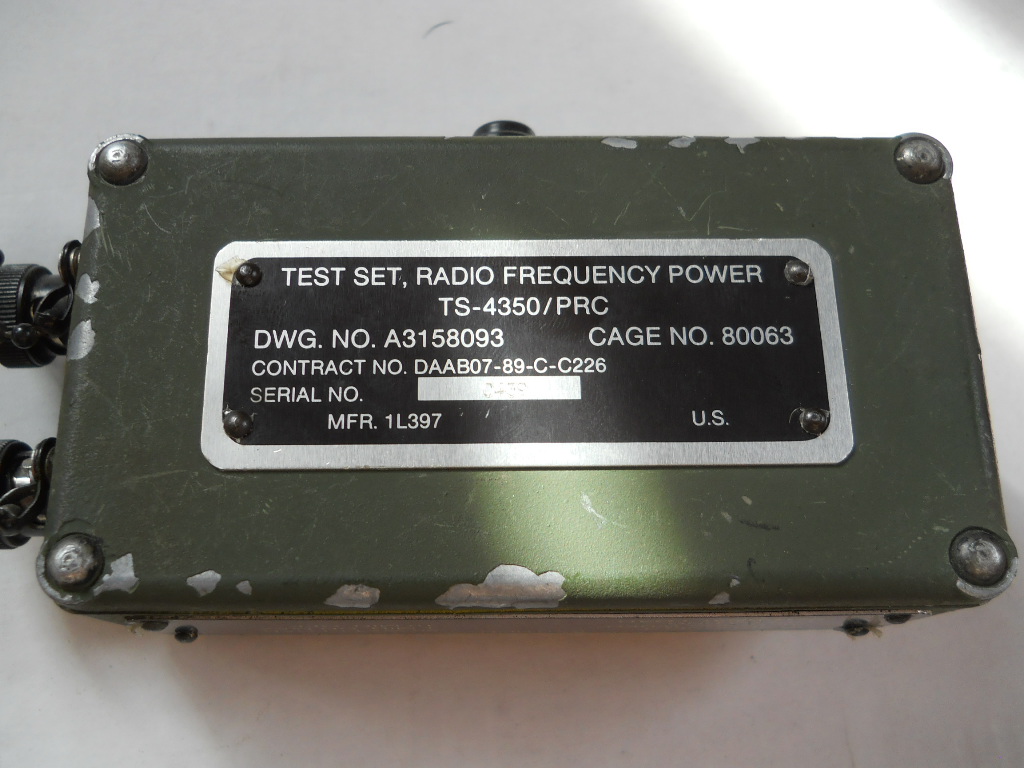 TEST SET, RADIO FREQUENCY POWER
TS-4350/PRC
DWG. NO. A3158093 CAGE NO. 80063
CONTRACT NO. DAAB07-89-C-C226
SERIAL NO.
MFR. 1L397 U.S.